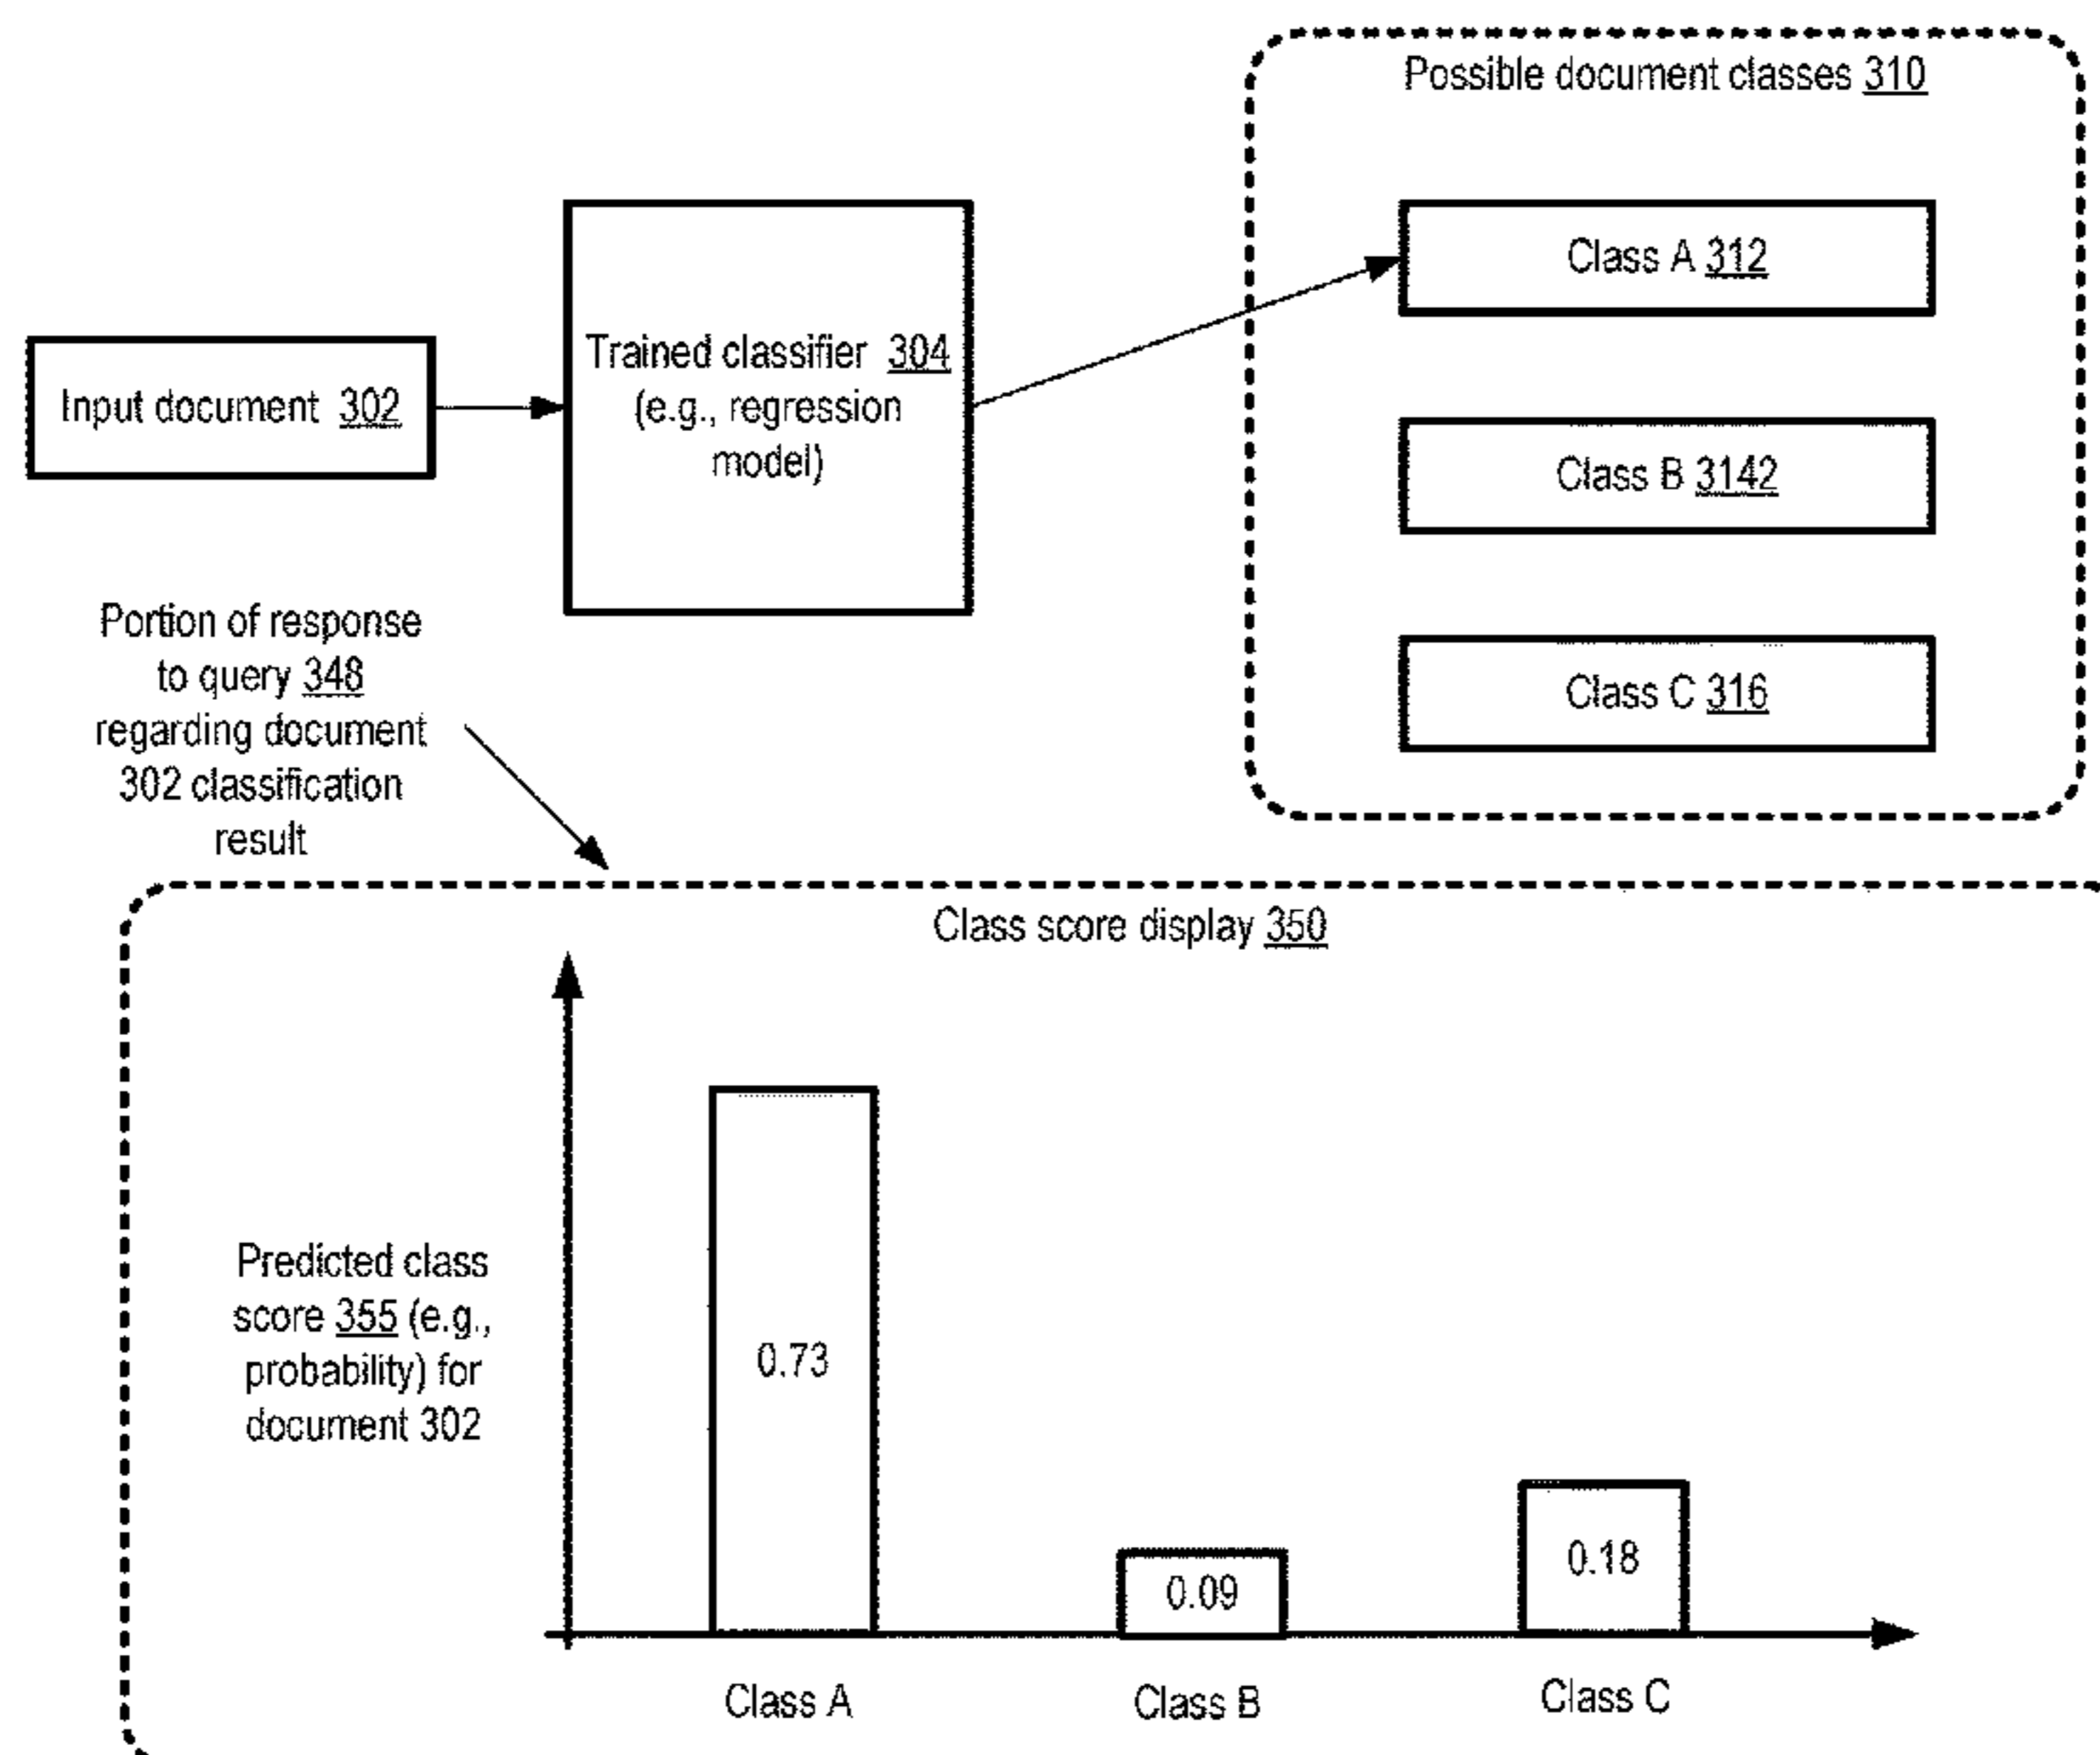 Possible document classes 310
Class A 312
Trained classifier 304
(e.g., regression
model)
Input document 302
Class B 3142
Class C 316
Portion of response
to query 348
regarding document
302 classification
result
Class score display 350
Predicted class
score 355 (e.g.,
probability) for
document 302
0.73
0.09
0.18
Class A
Class B
Class C